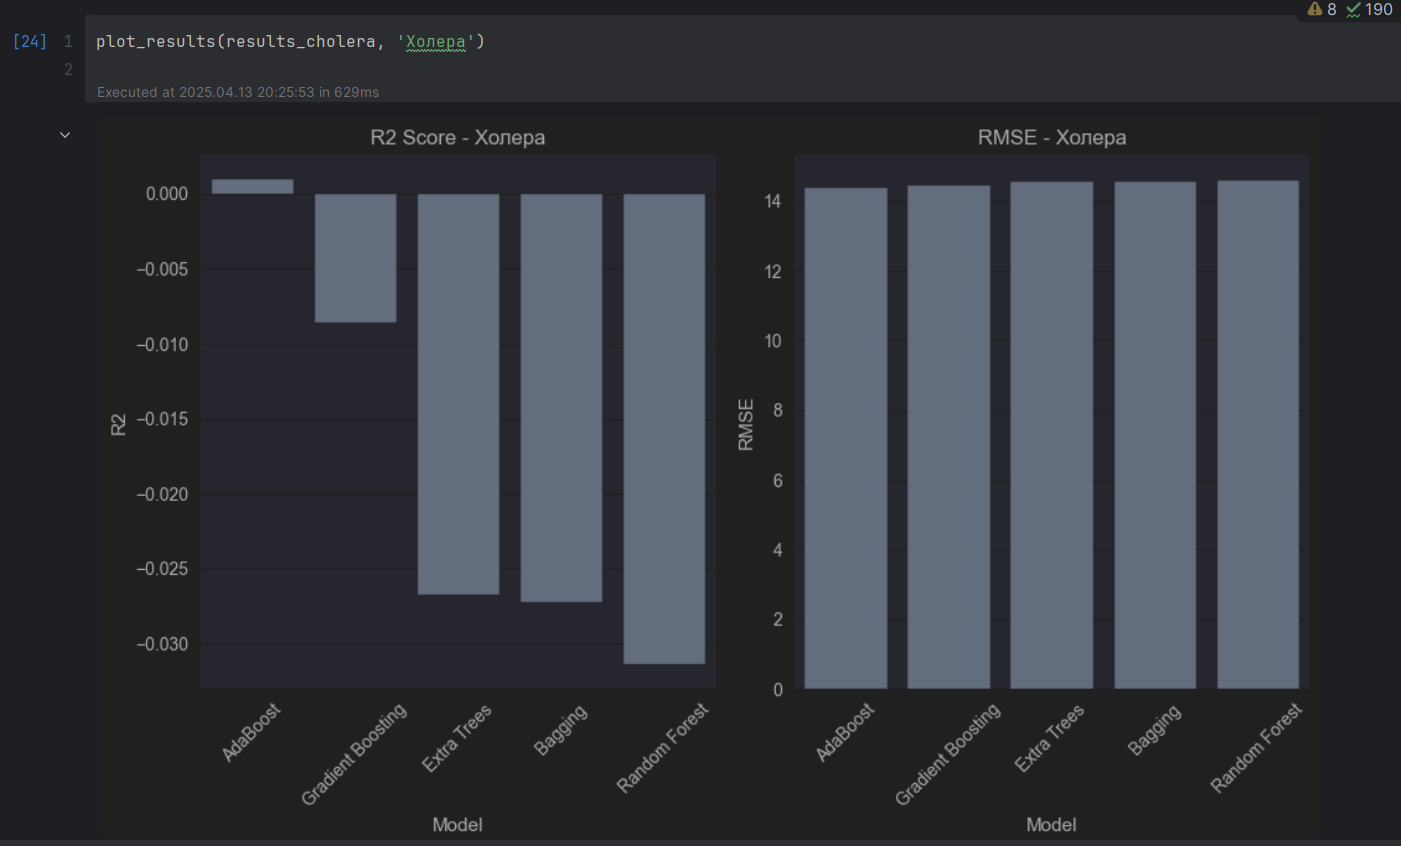 8 190
[24] 1 plot_results(results_cholera, 'Холера')
2
Executed at 2025.04.13 20:25:53 in 629ms
R2 Score - Холера
R2
0.000
−0.005
−0.010
−0.015
−0.020
−0.025
−0.030
AdaBoost
Gradient Boosting
Extra Trees
Bagging
Random Forest
Model
RMSE - Холера
RMSE
14
12
10
8
6
4
2
0
AdaBoost
Gradient Boosting
Extra Trees
Bagging
Random Forest
Model